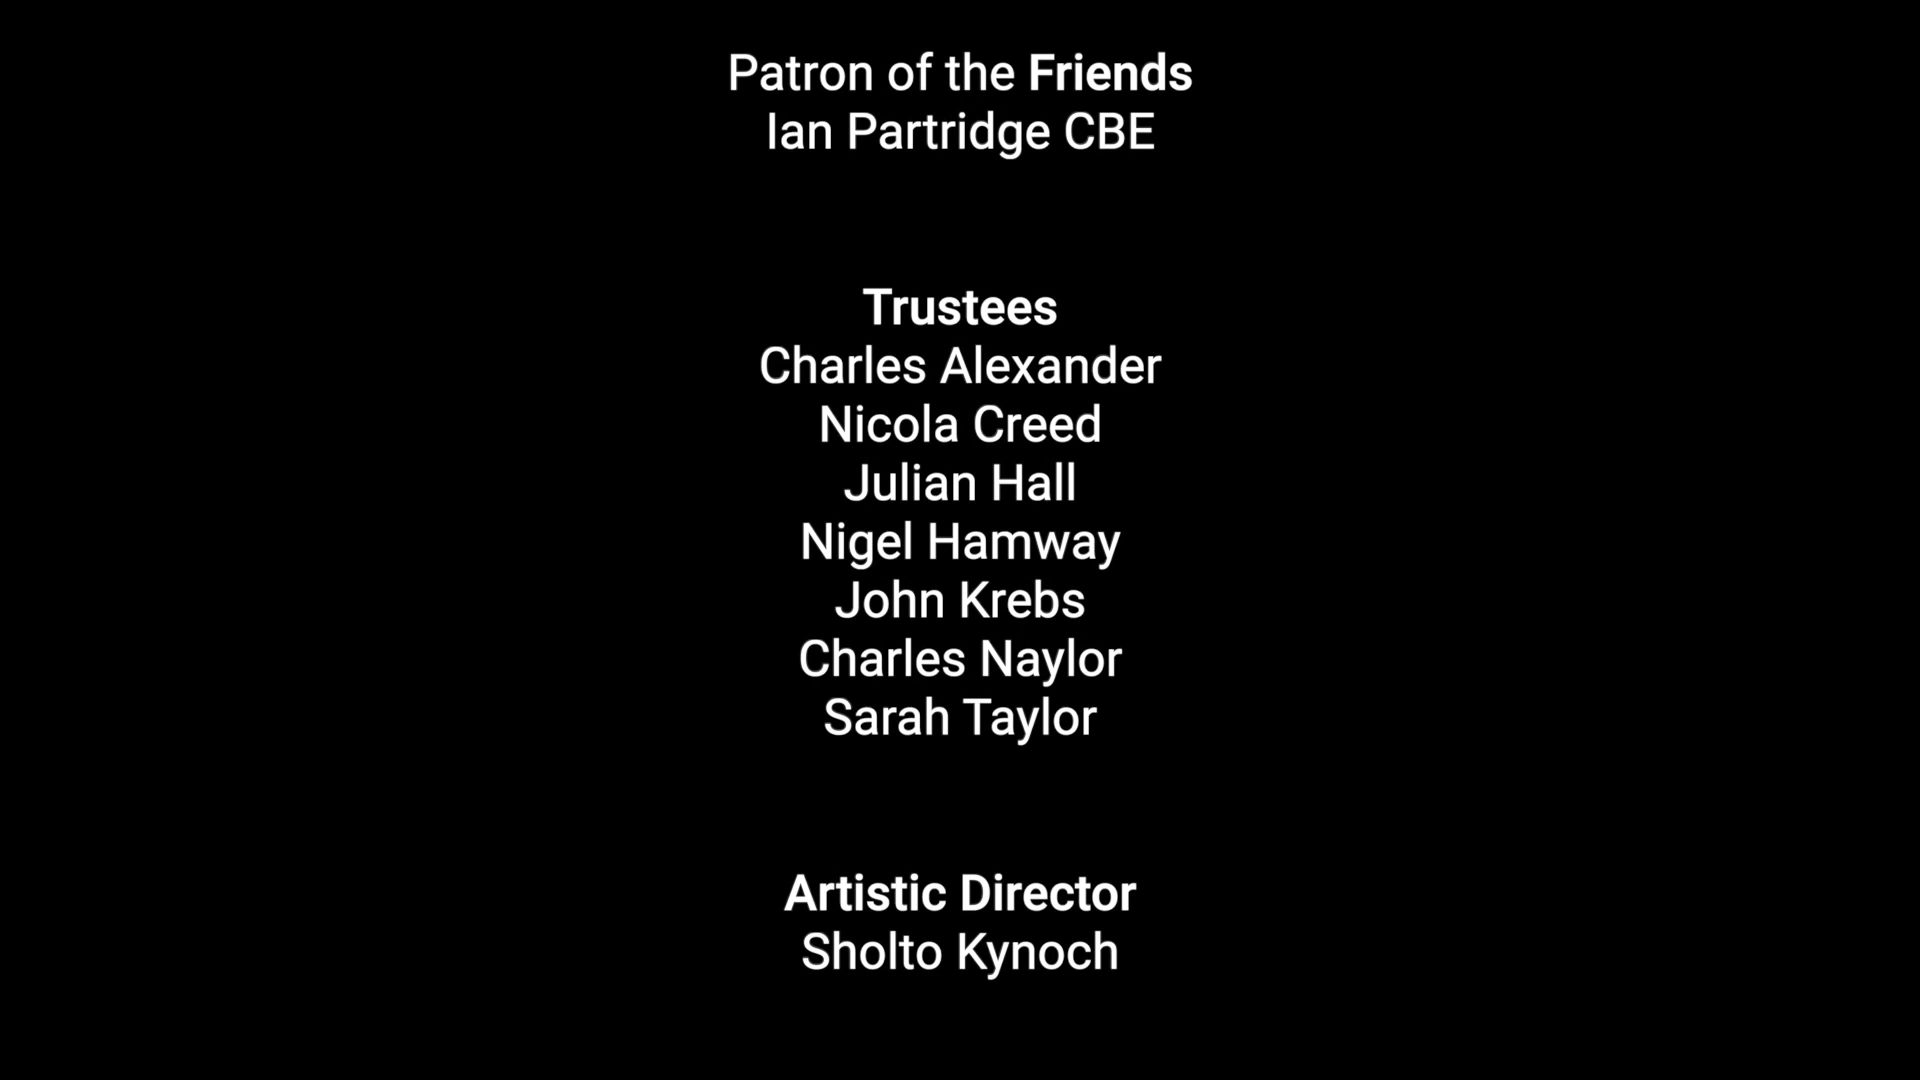 Patron of the Friends
Ian Partridge CBE
Trustees
Charles Alexander
Nicola Creed
Julian Hall
Nigel Hamway
John Krebs
Charles Naylor
Sarah Taylor
Artistic Director
Sholto Kynoch